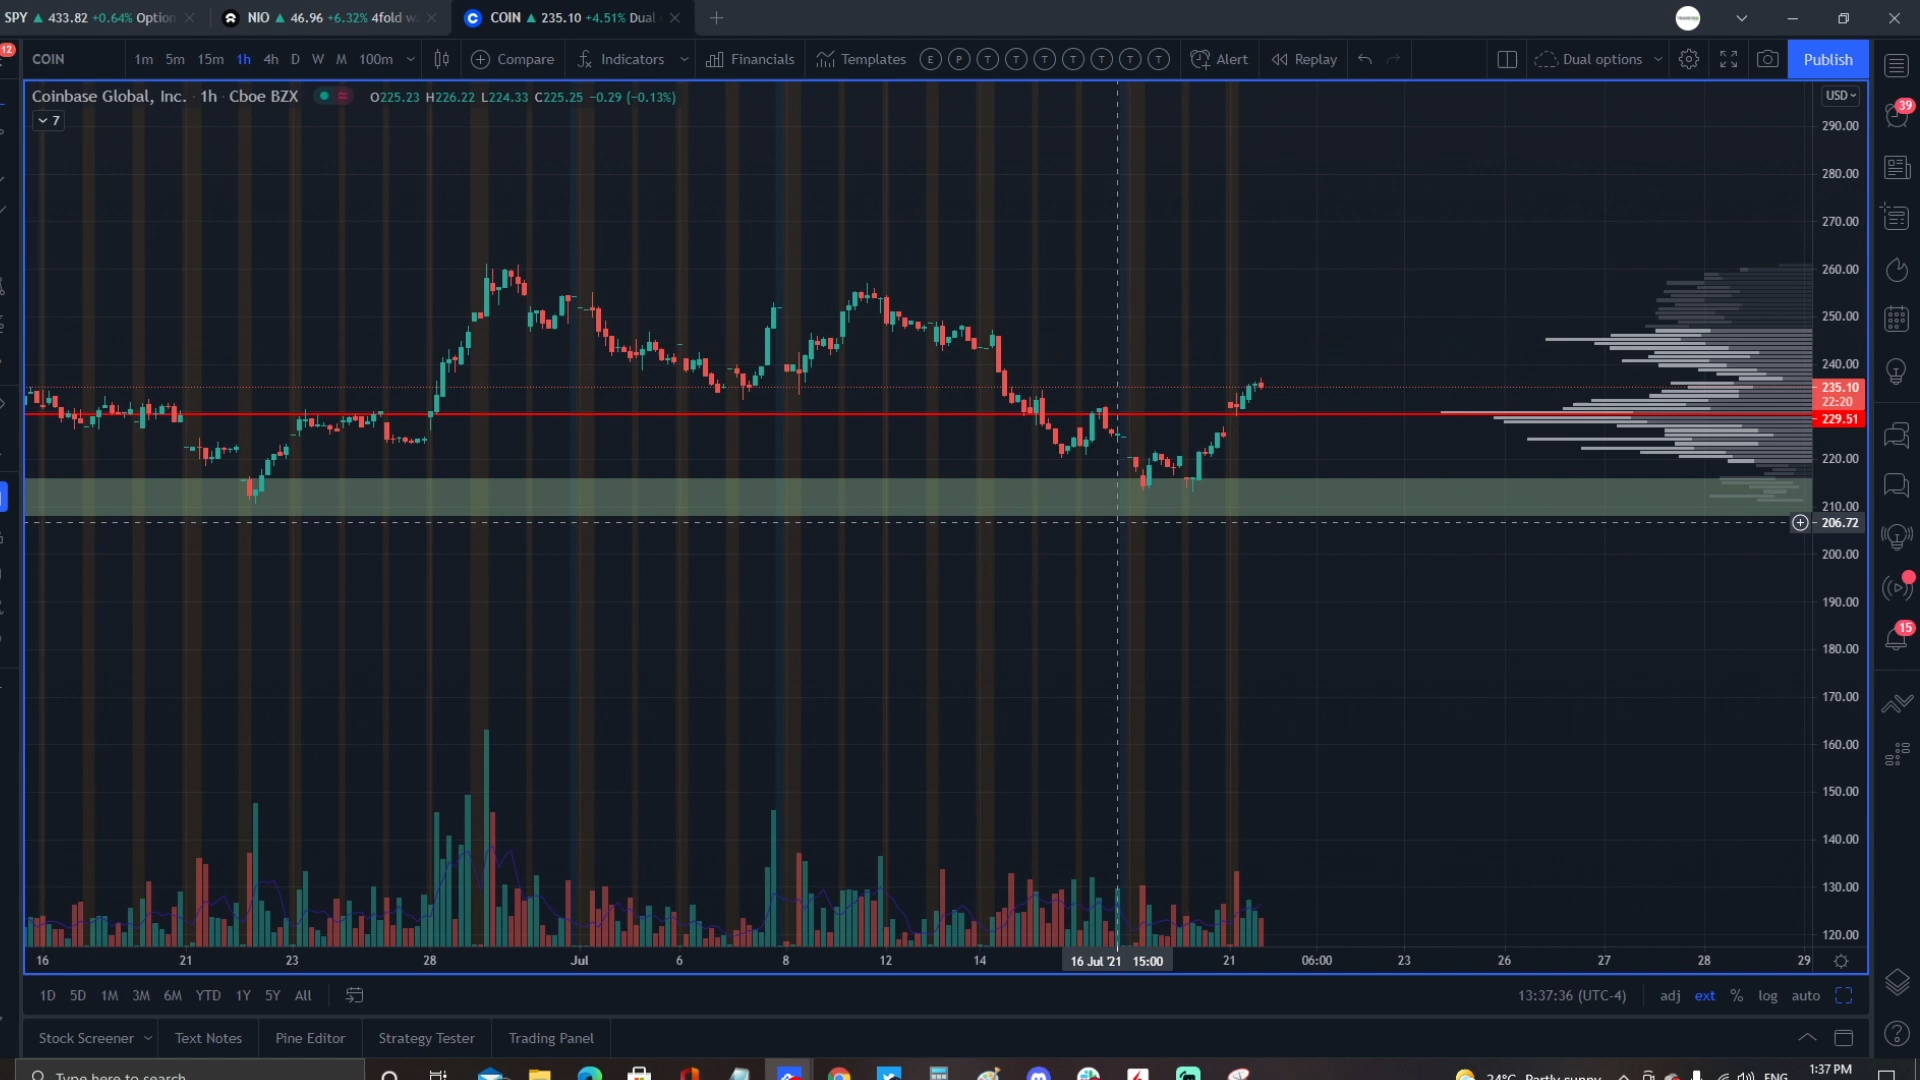 SPY ▲ 433.82 +0.64% Option
NIO ▲ 46.96 +6.32% 4fold w
COIN ▲ 235.10 +4.51% Dual
12
COIN
1m 5m 15m 1h 4h D W M 100m
Compare
Indicators
Financials
Templates
E P T T T T T T T
Alert
Replay
Dual options
Publish
Coinbase Global, Inc. · 1h · Cboe BZX
O225.23 H226.22 L224.33 C225.25 −0.29 (−0.13%)
7
USD
39
290.00
280.00
270.00
260.00
250.00
240.00
235.10
22:20
229.51
220.00
210.00
206.72
200.00
190.00
180.00
170.00
160.00
150.00
140.00
130.00
120.00
15
16 21 23 28 Jul 6 8 12 14 16 Jul '21 15:00 21 06:00 23 26 27 28 29
1D 5D 1M 3M 6M YTD 1Y 5Y All
13:37:36 (UTC-4)
adj ext % log auto
Stock Screener
Text Notes
Pine Editor
Strategy Tester
Trading Panel
Type here to search
24°C Partly sunny
ENG
1:37 PM